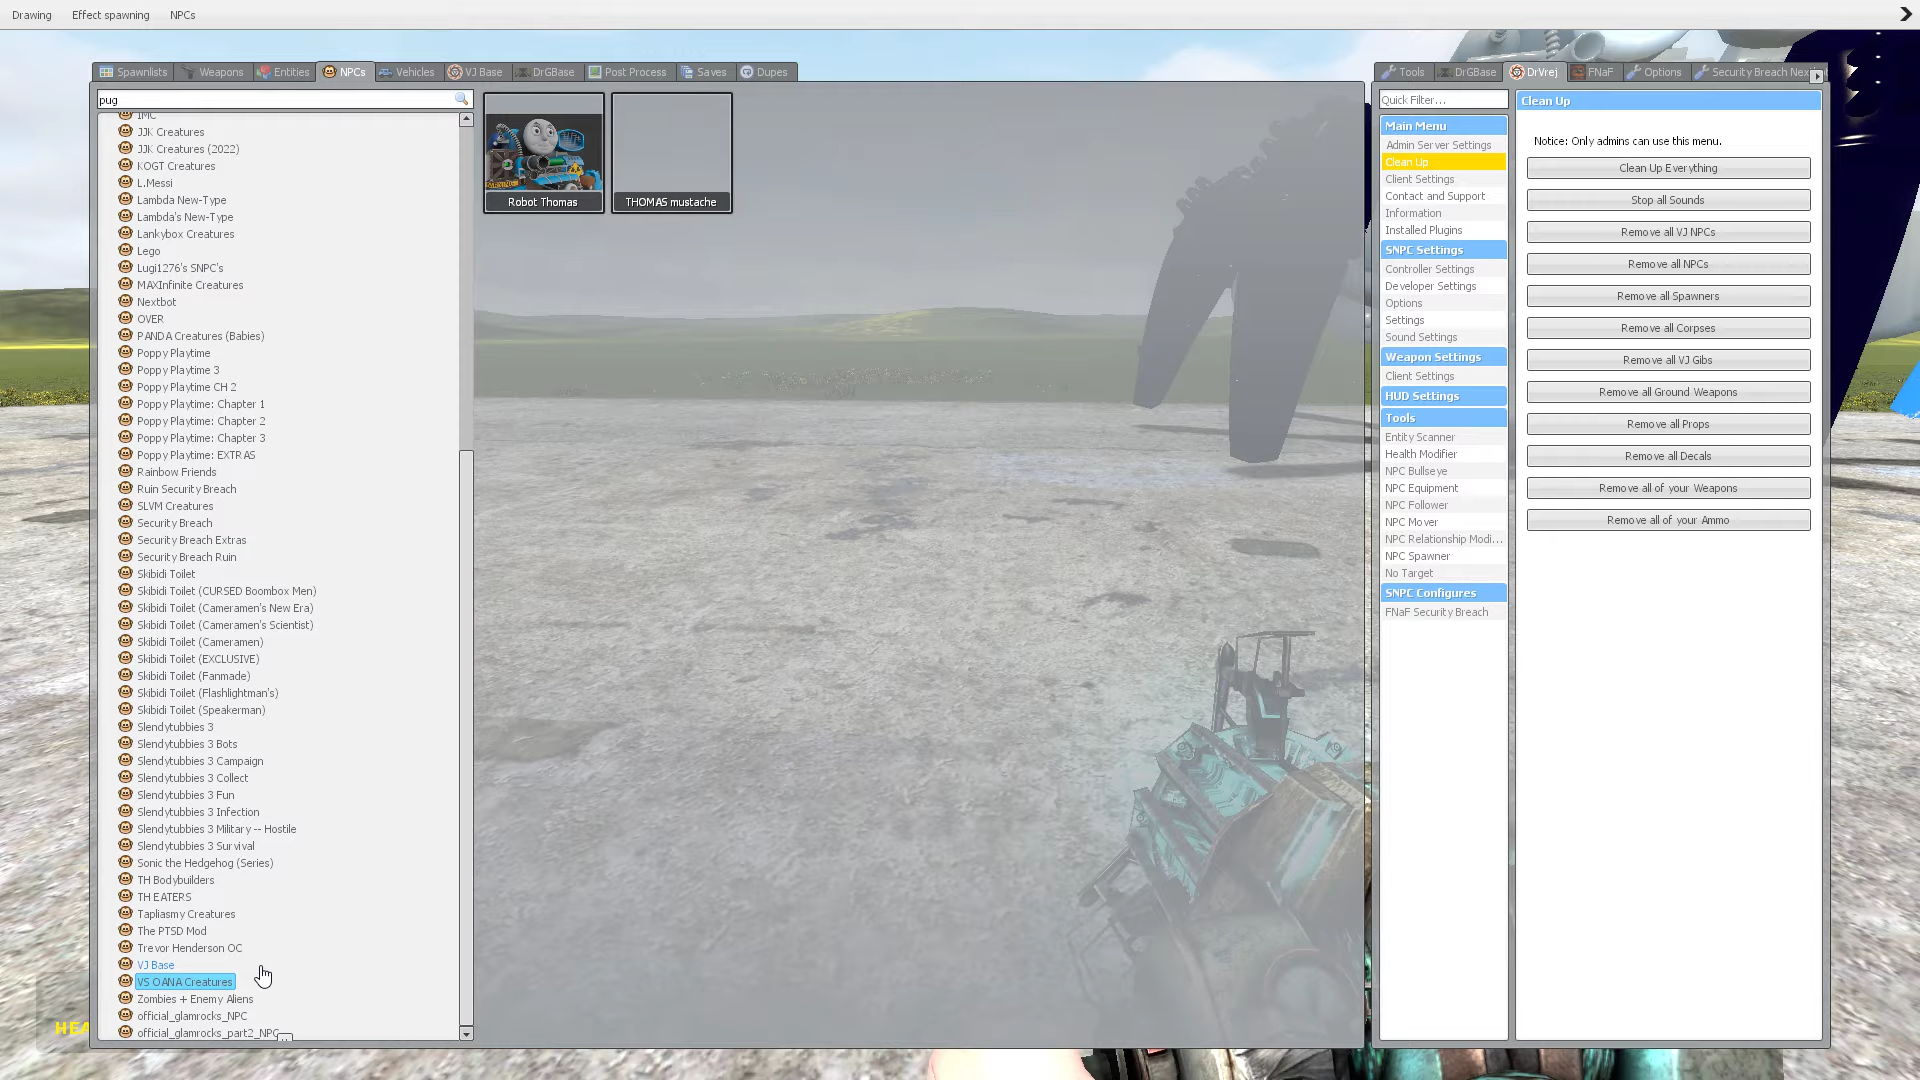 Drawing Effect spawning NPCs
Spawnlists Weapons Entities NPCs Vehicles VJ Base DrGBase Post Process Saves Dupes
pug
IMC
JJK Creatures
JJK Creatures (2022)
KOGT Creatures
L.Messi
Lambda New-Type
Lambda's New-Type
Lankybox Creatures
Lego
Lugi1276's SNPC's
MAXInfinite Creatures
Nextbot
OVER
PANDA Creatures (Babies)
Poppy Playtime
Poppy Playtime 3
Poppy Playtime CH 2
Poppy Playtime: Chapter 1
Poppy Playtime: Chapter 2
Poppy Playtime: Chapter 3
Poppy Playtime: EXTRAS
Rainbow Friends
Ruin Security Breach
SLVM Creatures
Security Breach
Security Breach Extras
Security Breach Ruin
Skibidi Toilet
Skibidi Toilet (CURSED Boombox Men)
Skibidi Toilet (Cameramen's New Era)
Skibidi Toilet (Cameramen's Scientist)
Skibidi Toilet (Cameramen)
Skibidi Toilet (EXCLUSIVE)
Skibidi Toilet (Fanmade)
Skibidi Toilet (Flashlightman's)
Skibidi Toilet (Speakerman)
Slendytubbies 3
Slendytubbies 3 Bots
Slendytubbies 3 Campaign
Slendytubbies 3 Collect
Slendytubbies 3 Fun
Slendytubbies 3 Infection
Slendytubbies 3 Military -- Hostile
Slendytubbies 3 Survival
Sonic the Hedgehog (Series)
TH Bodybuilders
TH EATERS
Tapliasmy Creatures
The PTSD Mod
Trevor Henderson OC
VJ Base
VS OANA Creatures
Zombies + Enemy Aliens
official_glamrocks_NPC
official_glamrocks_part2_NPC
HEA
Robot Thomas
THOMAS mustache
Tools DrGBase DrVrej FNaF Options Security Breach Next
Quick Filter...
Main Menu
Admin Server Settings
Clean Up
Client Settings
Contact and Support
Information
Installed Plugins
SNPC Settings
Controller Settings
Developer Settings
Options
Settings
Sound Settings
Weapon Settings
Client Settings
HUD Settings
Tools
Entity Scanner
Health Modifier
NPC Bullseye
NPC Equipment
NPC Follower
NPC Mover
NPC Relationship Modi...
NPC Spawner
No Target
SNPC Configures
FNaF Security Breach
Clean Up
Notice: Only admins can use this menu.
Clean Up Everything
Stop all Sounds
Remove all VJ NPCs
Remove all NPCs
Remove all Spawners
Remove all Corpses
Remove all VJ Gibs
Remove all Ground Weapons
Remove all Props
Remove all Decals
Remove all of your Weapons
Remove all of your Ammo